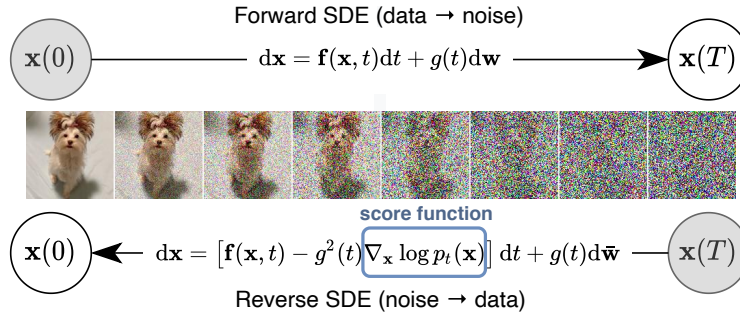 Forward SDE (data → noise)
x(0) dx = f(x, t)dt + g(t)dw x(T)
score function
x(0) dx = [f(x, t) − g²(t)∇ₓ log pₜ(x)] dt + g(t)dw̄ x(T)
Reverse SDE (noise → data)